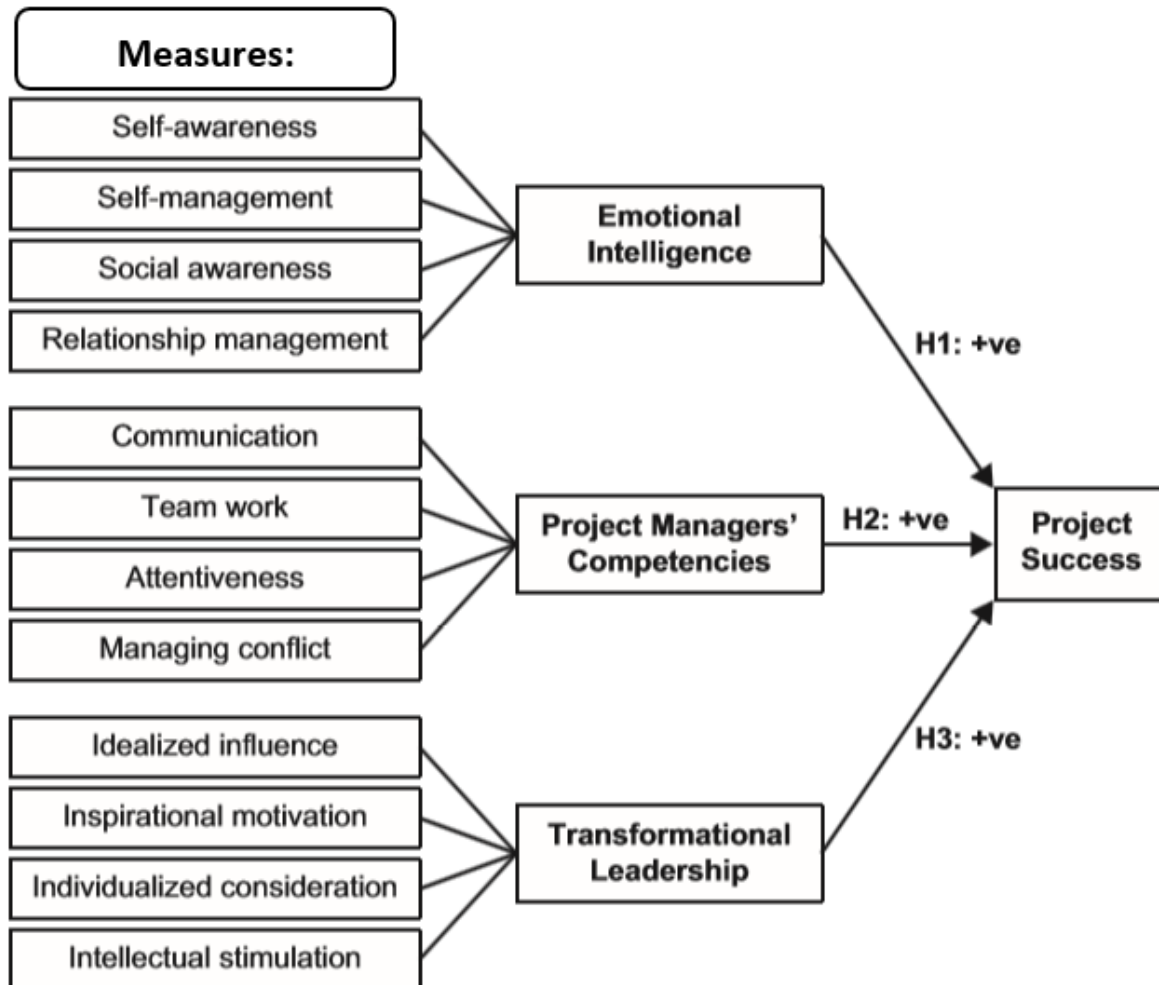 Measures:
Self-awareness
Self-management
Social awareness
Relationship management
Emotional
Intelligence
H1: +ve
Communication
Team work
Attentiveness
Managing conflict
Project Managers’
Competencies
H2: +ve
Project
Success
Idealized influence
Inspirational motivation
Individualized consideration
Intellectual stimulation
Transformational
Leadership
H3: +ve